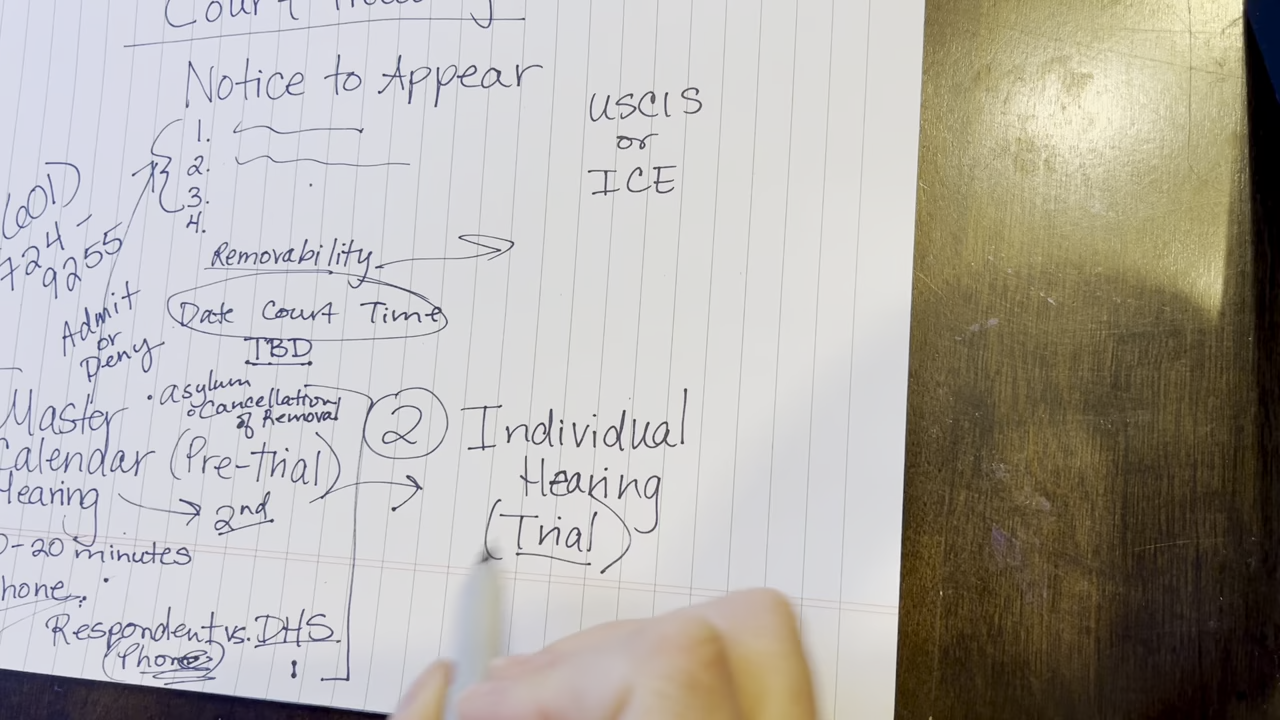 Court
Notice to Appear
1.
2.
3.
4.
USCIS
or
ICE
(601)
724-
9255
Removability
Date Court Time
TBD
Admit
or
Deny
• Asylum
• Cancellation
of Removal
Master
Calendar (Pre-Trial)
Hearing
2nd
2 Individual
Hearing
(Trial)
0-20 minutes
hone
Respondent vs. DHS
(Phone)
!